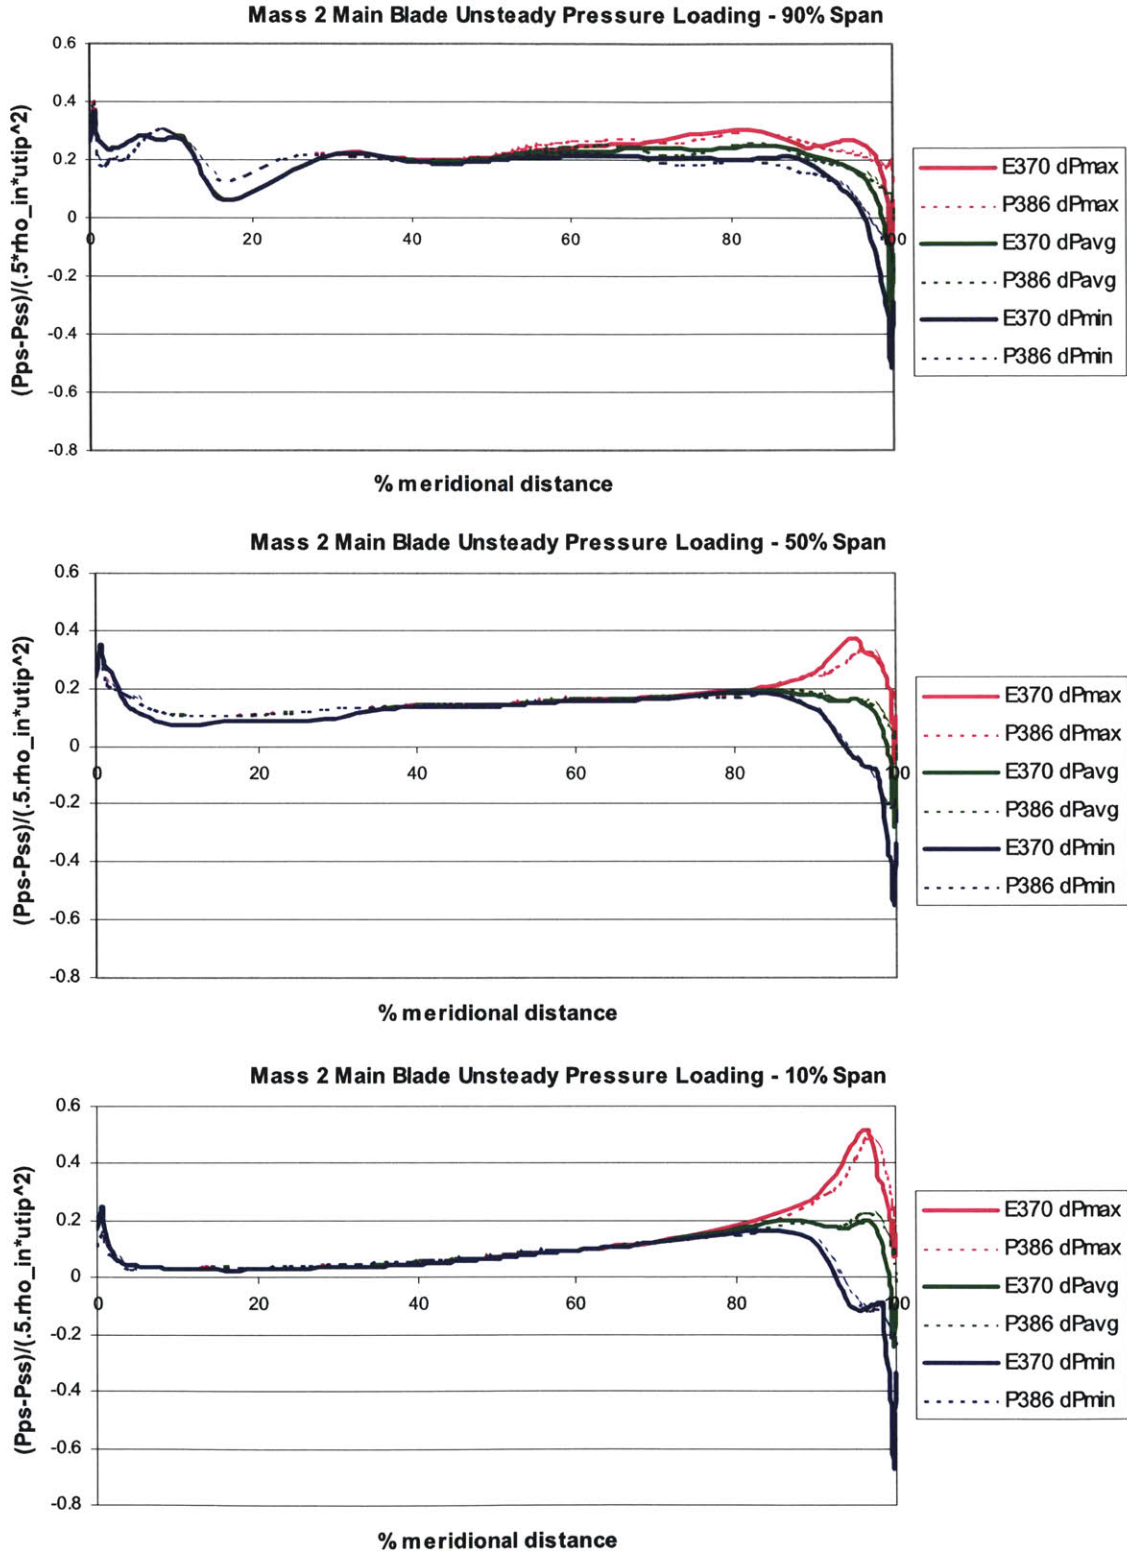 Mass 2 Main Blade Unsteady Pressure Loading - 90% Span
0.6
0.4
0.2
0
-0.2
-0.4
-0.6
-0.8
0 20 40 60 80 100
(Pps-Pss)/(.5*rho_in*utip^2)
% meridional distance
E370 dPmax
P386 dPmax
E370 dPavg
P386 dPavg
E370 dPmin
P386 dPmin
Mass 2 Main Blade Unsteady Pressure Loading - 50% Span
0.6
0.4
0.2
0
-0.2
-0.4
-0.6
-0.8
0 20 40 60 80 100
(Pps-Pss)/(.5.rho_in*utip^2)
% meridional distance
E370 dPmax
P386 dPmax
E370 dPavg
P386 dPavg
E370 dPmin
P386 dPmin
Mass 2 Main Blade Unsteady Pressure Loading - 10% Span
0.6
0.4
0.2
0
-0.2
-0.4
-0.6
-0.8
0 20 40 60 80 100
(Pps-Pss)/(.5.rho_in*utip^2)
% meridional distance
E370 dPmax
P386 dPmax
E370 dPavg
P386 dPavg
E370 dPmin
P386 dPmin